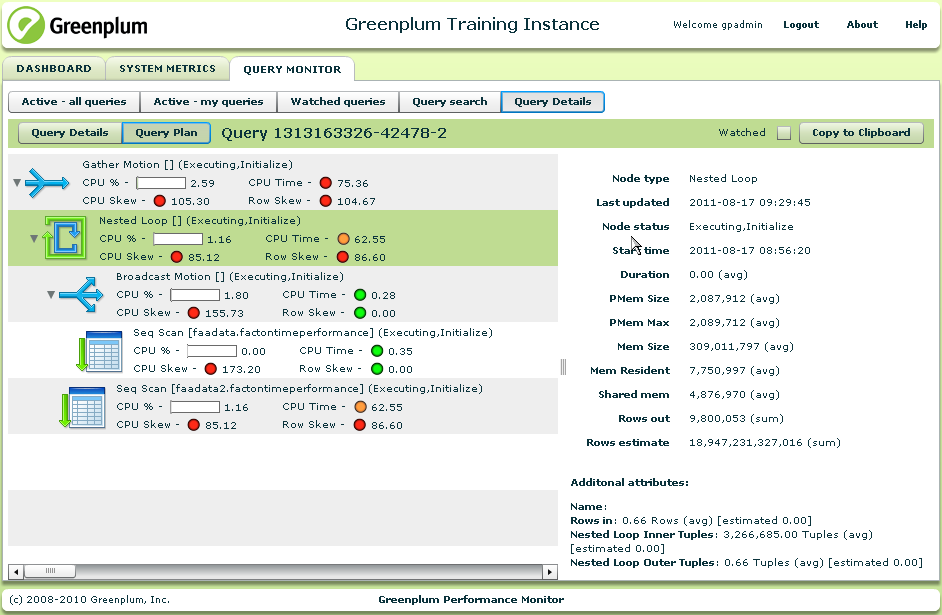 Greenplum
Greenplum Training Instance
Welcome gpadmin Logout About Help
DASHBOARD SYSTEM METRICS QUERY MONITOR
Active - all queries Active - my queries Watched queries Query search Query Details
Query Details Query Plan Query 1313163326-42478-2 Watched Copy to Clipboard
Gather Motion [] (Executing,Initialize)
CPU % - 2.59 CPU Time - 75.36
CPU Skew - 105.30 Row Skew - 104.67
Nested Loop [] (Executing,Initialize)
CPU % - 1.16 CPU Time - 62.55
CPU Skew - 85.12 Row Skew - 86.60
Broadcast Motion [] (Executing,Initialize)
CPU % - 1.80 CPU Time - 0.28
CPU Skew - 155.73 Row Skew - 0.00
Seq Scan [faadata.factontimeperformance] (Executing,Initialize)
CPU % - 0.00 CPU Time - 0.35
CPU Skew - 173.20 Row Skew - 0.00
Seq Scan [faadata2.factontimeperformance] (Executing,Initialize)
CPU % - 1.16 CPU Time - 62.55
CPU Skew - 85.12 Row Skew - 86.60
Node type Nested Loop
Last updated 2011-08-17 09:29:45
Node status Executing,Initialize
Start time 2011-08-17 08:56:20
Duration 0.00 (avg)
PMem Size 2,087,912 (avg)
PMem Max 2,089,712 (avg)
Mem Size 309,011,797 (avg)
Mem Resident 7,750,997 (avg)
Shared mem 4,876,970 (avg)
Rows out 9,800,053 (sum)
Rows estimate 18,947,231,327,016 (sum)
Additonal attributes:
Name:
Rows in: 0.66 Rows (avg) [estimated 0.00]
Nested Loop Inner Tuples: 3,266,685.00 Tuples (avg)
[estimated 0.00]
Nested Loop Outer Tuples: 0.66 Tuples (avg) [estimated 0.00]
(c) 2008-2010 Greenplum, Inc. Greenplum Performance Monitor